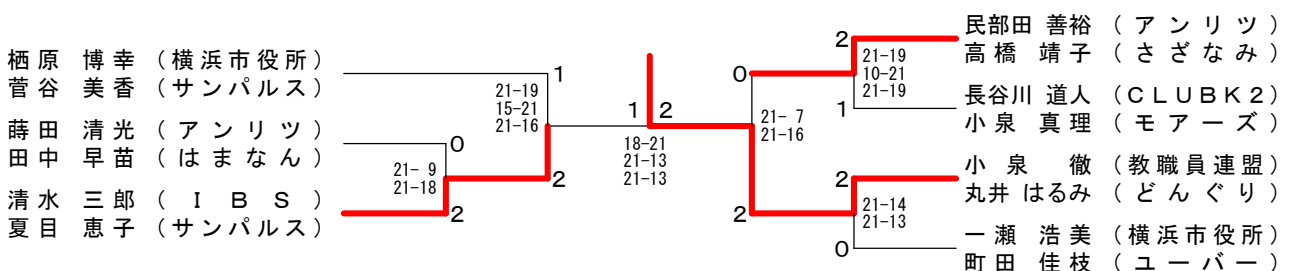 栖原 博幸 (横浜市役所)
菅谷 美香 (サンパルス)
蒔田 清光 (アンリツ)
田中 早苗 (はまなん)
清水 三郎 (ＩＢＳ)
夏目 恵子 (サンパルス)
0
21- 9
21-18
2
1
21-19
15-21
21-16
2
1 2
18-21
21-13
21-13
0
21- 7
21-16
2
2
21-19
10-21
21-19
1
2
21-14
21-13
0
民部田 善裕 (アンリツ)
高橋 靖子 (さざなみ)
長谷川 道人 (ＣＬＵＢＫ２)
小泉 真理 (モアーズ)
小泉 徹 (教職員連盟)
丸井 はるみ (どんぐり)
一瀬 浩美 (横浜市役所)
町田 佳枝 (ユーバー)